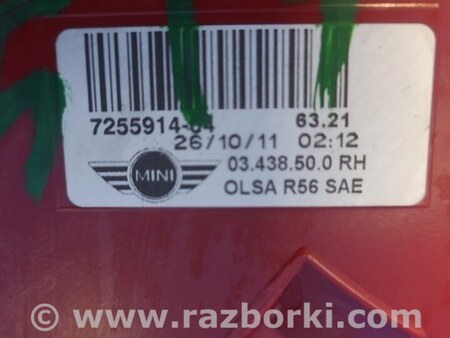 7255914-04 63.21
26/10/11 02:12
MINI 03.438.50.0 RH
OLSA R56 SAE
© www.razborki.com